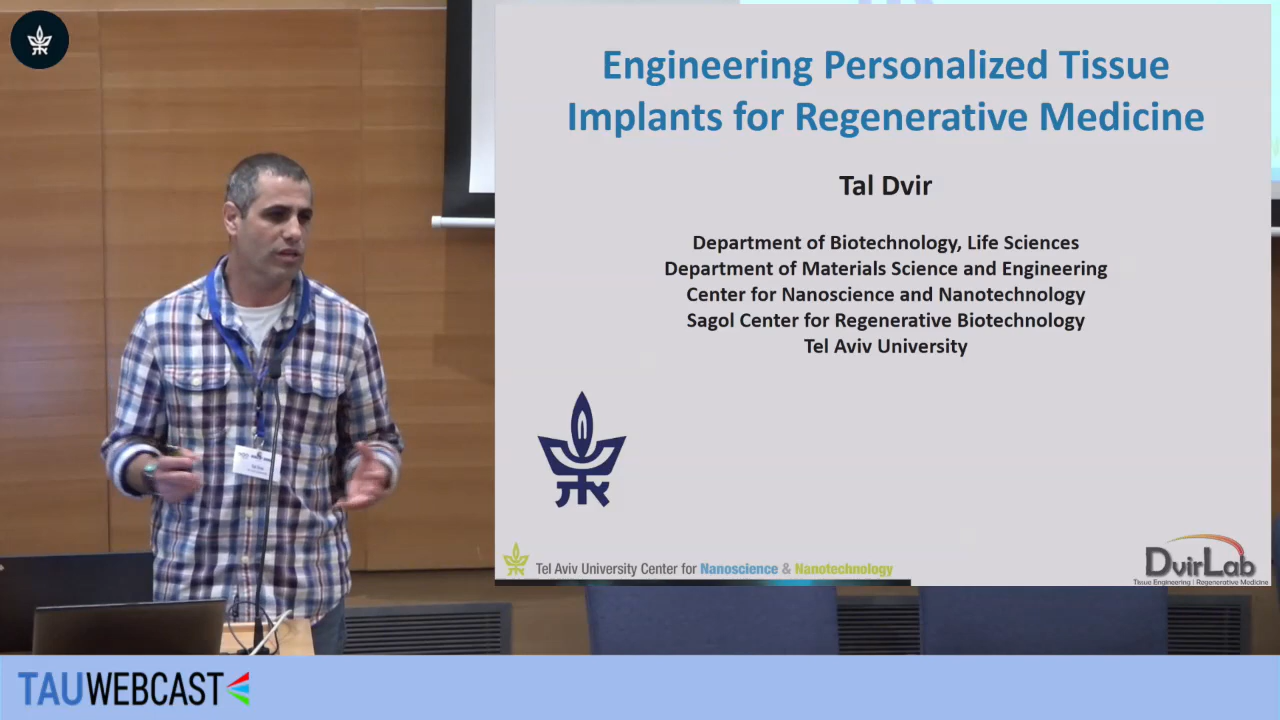 Engineering Personalized Tissue
Implants for Regenerative Medicine
Tal Dvir
Department of Biotechnology, Life Sciences
Department of Materials Science and Engineering
Center for Nanoscience and Nanotechnology
Sagol Center for Regenerative Biotechnology
Tel Aviv University
Tel Aviv University Center for Nanoscience & Nanotechnology
DvirLab
Tissue Engineering | Regenerative Medicine
TAUWEBCAST